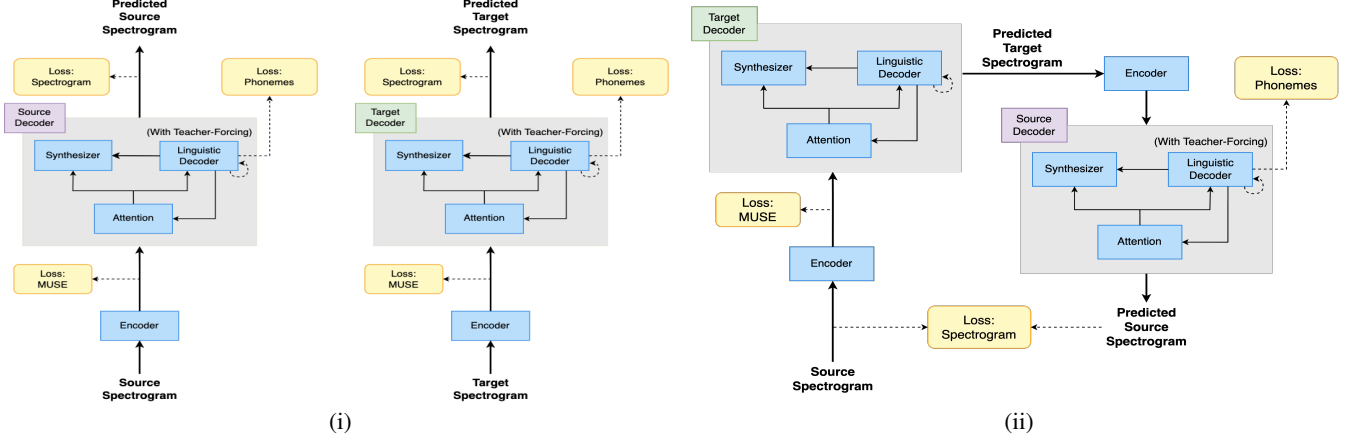 Predicted
Source
Spectrogram
Loss:
Spectrogram
Loss:
Phonemes
Source
Decoder
(With Teacher-Forcing)
Synthesizer
Linguistic
Decoder
Attention
Loss:
MUSE
Encoder
Source
Spectrogram
Predicted
Target
Spectrogram
Loss:
Spectrogram
Loss:
Phonemes
Target
Decoder
(With Teacher-Forcing)
Synthesizer
Linguistic
Decoder
Attention
Loss:
MUSE
Encoder
Target
Spectrogram
(i)
Target
Decoder
Synthesizer
Linguistic
Decoder
Attention
Predicted
Target
Spectrogram
Encoder
Loss:
Phonemes
Source
Decoder
(With Teacher-Forcing)
Synthesizer
Linguistic
Decoder
Attention
Loss:
MUSE
Encoder
Loss:
Spectrogram
Predicted
Source
Spectrogram
Source
Spectrogram
(ii)